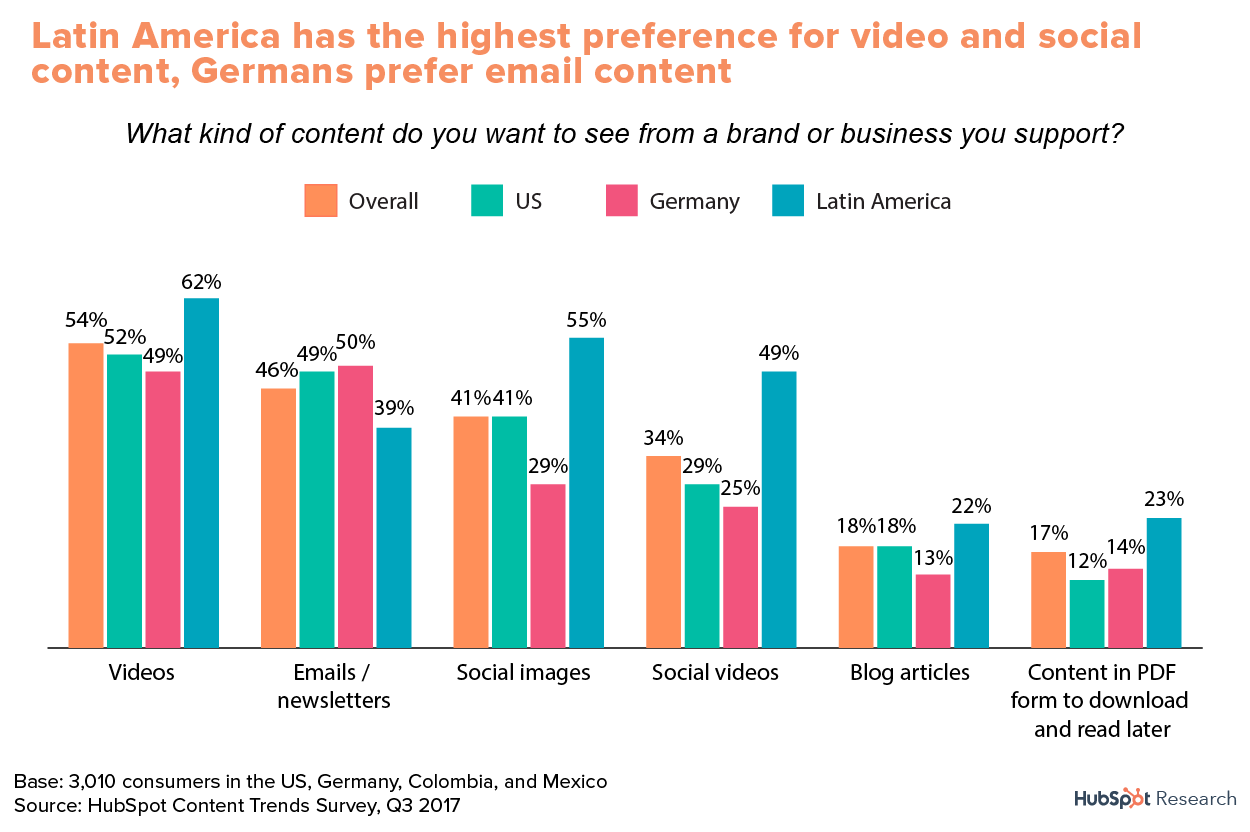 Latin America has the highest preference for video and social
content, Germans prefer email content
What kind of content do you want to see from a brand or business you support?
Overall US Germany Latin America
54% 52% 49% 62%
46% 49% 50% 39%
41% 41% 29% 55%
34% 29% 25% 49%
18% 18% 13% 22%
17% 12% 14% 23%
Videos
Emails /
newsletters
Social images
Social videos
Blog articles
Content in PDF
form to download
and read later
Base: 3,010 consumers in the US, Germany, Colombia, and Mexico
Source: HubSpot Content Trends Survey, Q3 2017
HubSpot Research